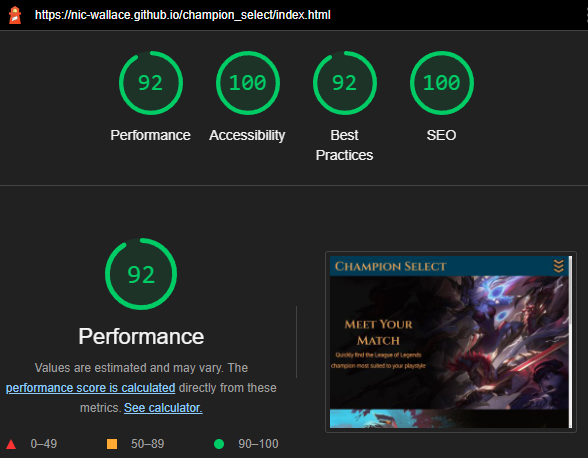 https://nic-wallace.github.io/champion_select/index.html
92 100 92 100
Performance Accessibility Best Practices SEO
92
Performance
Values are estimated and may vary. The
performance score is calculated directly from these
metrics. See calculator.
0–49 50–89 90–100
Champion Select
Meet Your
Match
Quickly find the League of Legends
champion most suited to your playstyle